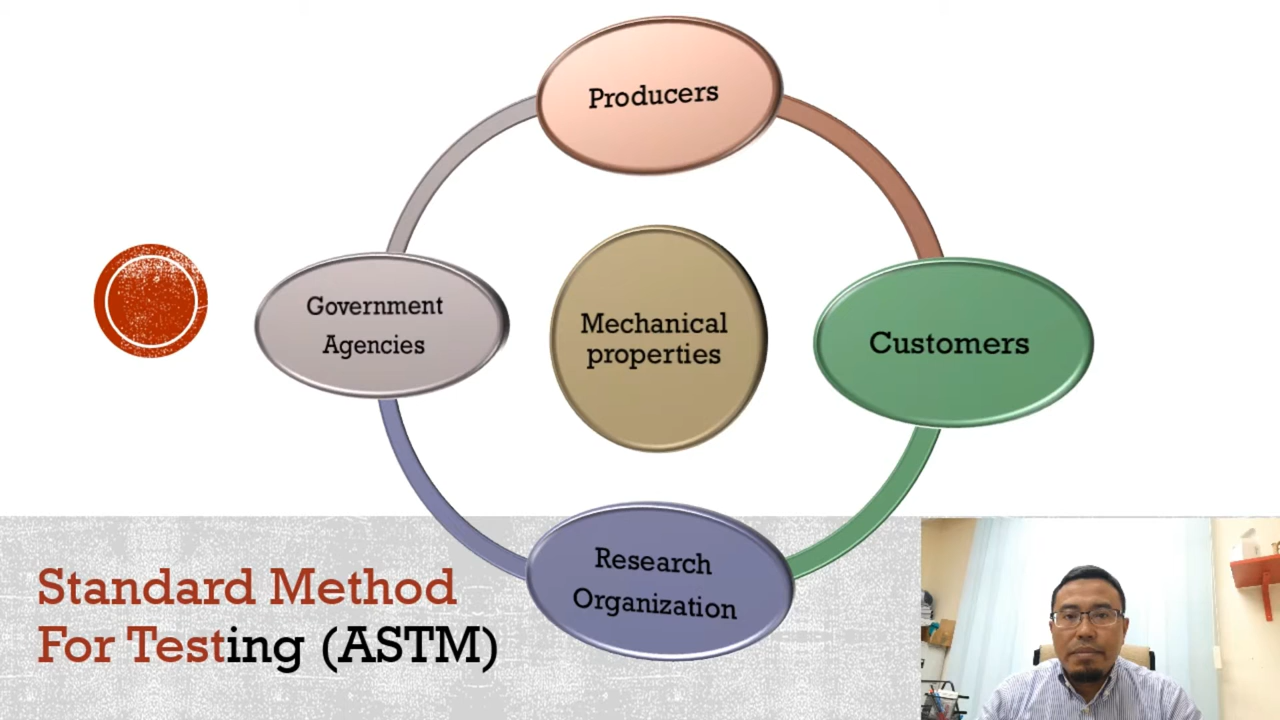 Producers
Government
Agencies
Mechanical
properties
Customers
Research
Organization
Standard Method
For Testing (ASTM)